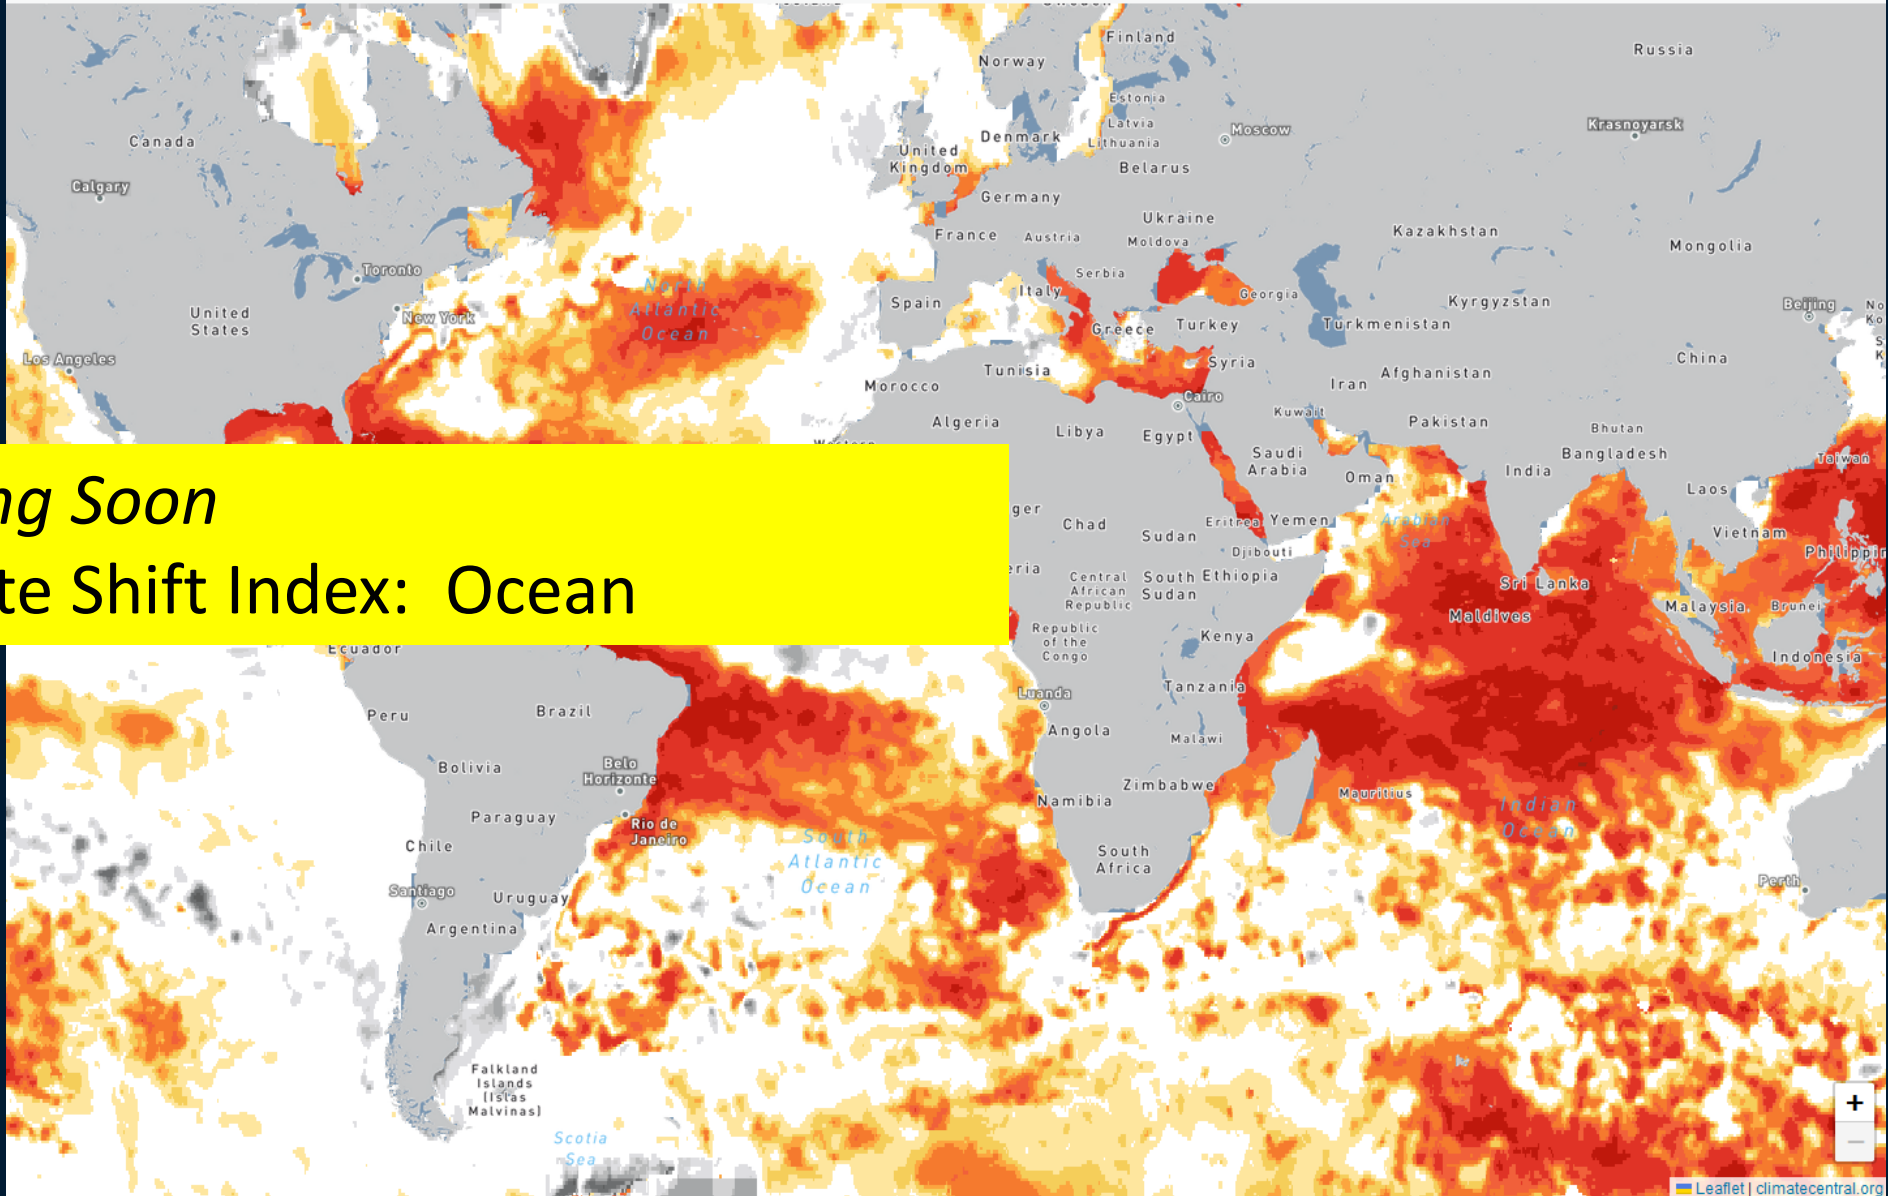 Finland
Russia
Norway
Estonia
Latvia
Lithuania
Denmark
Moscow
Krasnoyarsk
Canada
United
Kingdom
Belarus
Calgary
Germany
Ukraine
France
Austria
Moldova
Kazakhstan
Mongolia
Toronto
Serbia
Italy
North
Atlantic
Ocean
Georgia
Spain
Kyrgyzstan
Beijing
No
Ko
United
States
New York
Greece
Turkey
Turkmenistan
S
K
Los Angeles
Tunisia
Syria
China
Morocco
Iran
Afghanistan
Cairo
Algeria
Libya
Egypt
Kuwait
Pakistan
Bhutan
Bangladesh
Western
Saudi
Arabia
Oman
India
Taiwan
Laos
ng Soon
te Shift Index: Ocean
ger
Chad
Sudan
Eritrea
Yemen
Arabian
Sea
Vietnam
Philippin
Djibouti
eria
Central
African
Republic
South
Sudan
Ethiopia
Sri Lanka
Maldives
Malaysia
Brunei
Republic
of the
Congo
Kenya
Indonesia
Ecuador
Luanda
Tanzania
Peru
Brazil
Angola
Malawi
Bolivia
Belo
Horizonte
Zimbabwe
Namibia
Mauritius
Indian
Ocean
Paraguay
Rio de
Janeiro
South
Atlantic
Ocean
Chile
South
Africa
Santiago
Uruguay
Perth
Argentina
Falkland
Islands
(Islas
Malvinas)
Scotia
Sea
+
−
Leaflet | climatecentral.org